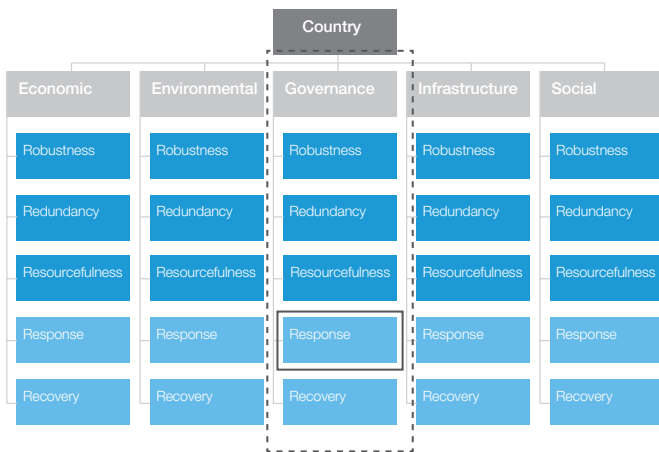 Country
Economic
Environmental
Governance
Infrastructure
Social
Robustness
Robustness
Robustness
Robustness
Robustness
Redundancy
Redundancy
Redundancy
Redundancy
Redundancy
Resourcefulness
Resourcefulness
Resourcefulness
Resourcefulness
Resourcefulness
Response
Response
Response
Response
Response
Recovery
Recovery
Recovery
Recovery
Recovery